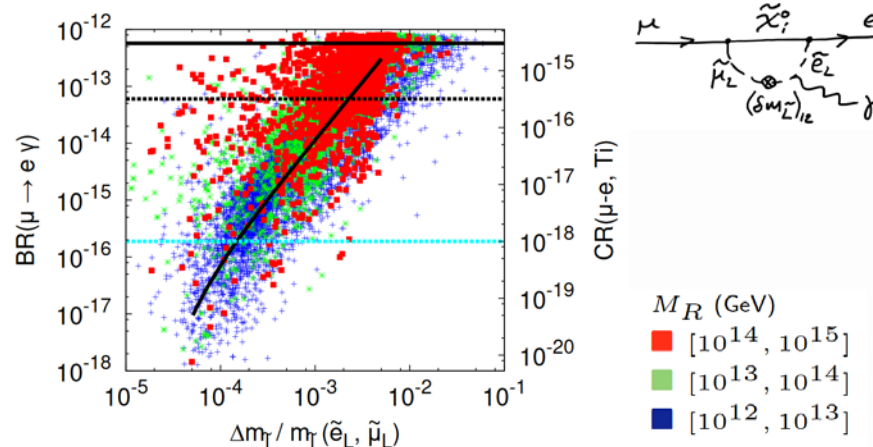 10^-12
10^-13
10^-14
10^-15
10^-16
10^-17
10^-18
BR(μ → e γ)
10^-15
10^-16
10^-17
10^-18
10^-19
10^-20
CR(μ-e, Ti)
10^-5 10^-4 10^-3 10^-2 10^-1
Δm_l̃ / m_l̃ (ẽ_L, μ̃_L)
μ χ̃_i^o e
μ̃_L ẽ_L
(δm_L̃)_12 γ
M_R (GeV)
[10^14, 10^15]
[10^13, 10^14]
[10^12, 10^13]